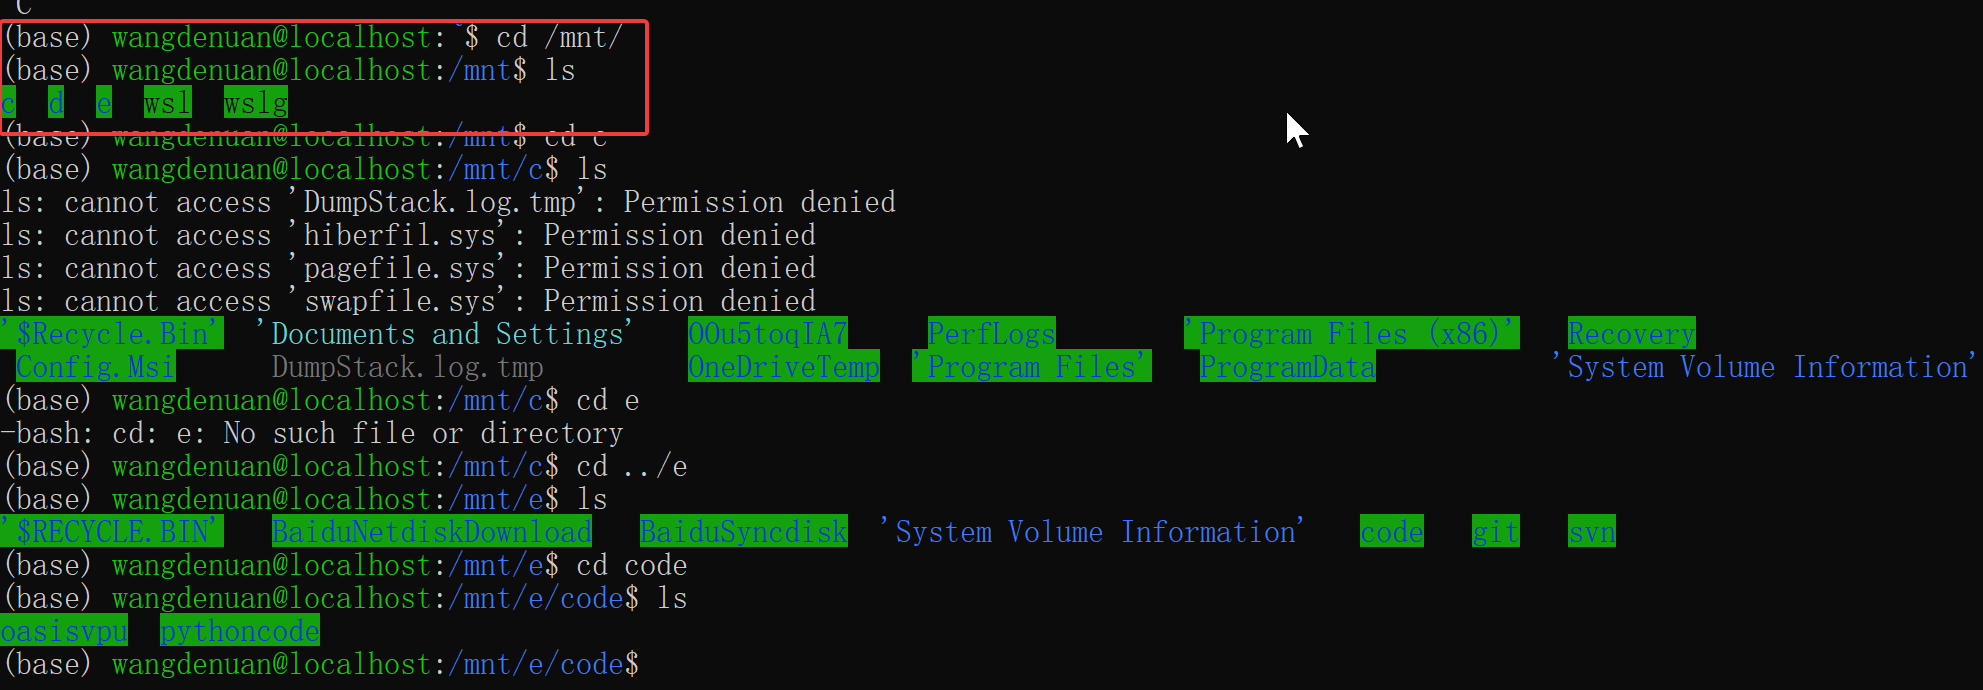 C
(base) wangdenuan@localhost:~$ cd /mnt/
(base) wangdenuan@localhost:/mnt$ ls
c  d  e  wsl  wslg
(base) wangdenuan@localhost:/mnt$ cd c
(base) wangdenuan@localhost:/mnt/c$ ls
ls: cannot access 'DumpStack.log.tmp': Permission denied
ls: cannot access 'hiberfil.sys': Permission denied
ls: cannot access 'pagefile.sys': Permission denied
ls: cannot access 'swapfile.sys': Permission denied
'$Recycle.Bin'  'Documents and Settings'  OOu5toqIA7  PerfLogs  'Program Files (x86)'  Recovery
Config.Msi  DumpStack.log.tmp  OneDriveTemp  'Program Files'  ProgramData  'System Volume Information'
(base) wangdenuan@localhost:/mnt/c$ cd e
-bash: cd: e: No such file or directory
(base) wangdenuan@localhost:/mnt/c$ cd ../e
(base) wangdenuan@localhost:/mnt/e$ ls
'$RECYCLE.BIN'  BaiduNetdiskDownload  BaiduSyncdisk  'System Volume Information'  code  git  svn
(base) wangdenuan@localhost:/mnt/e$ cd code
(base) wangdenuan@localhost:/mnt/e/code$ ls
oasisvpu  pythoncode
(base) wangdenuan@localhost:/mnt/e/code$